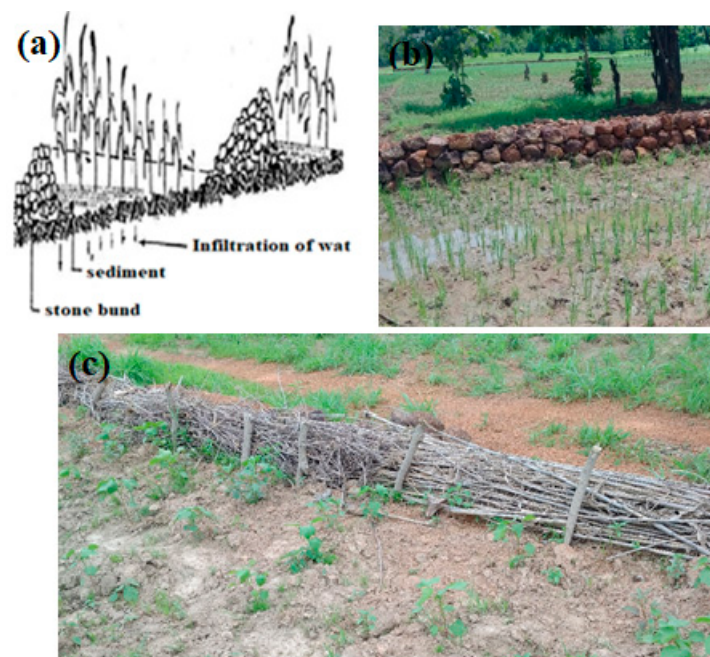 (a)
(b)
Infiltration of wat
sediment
stone bund
(c)